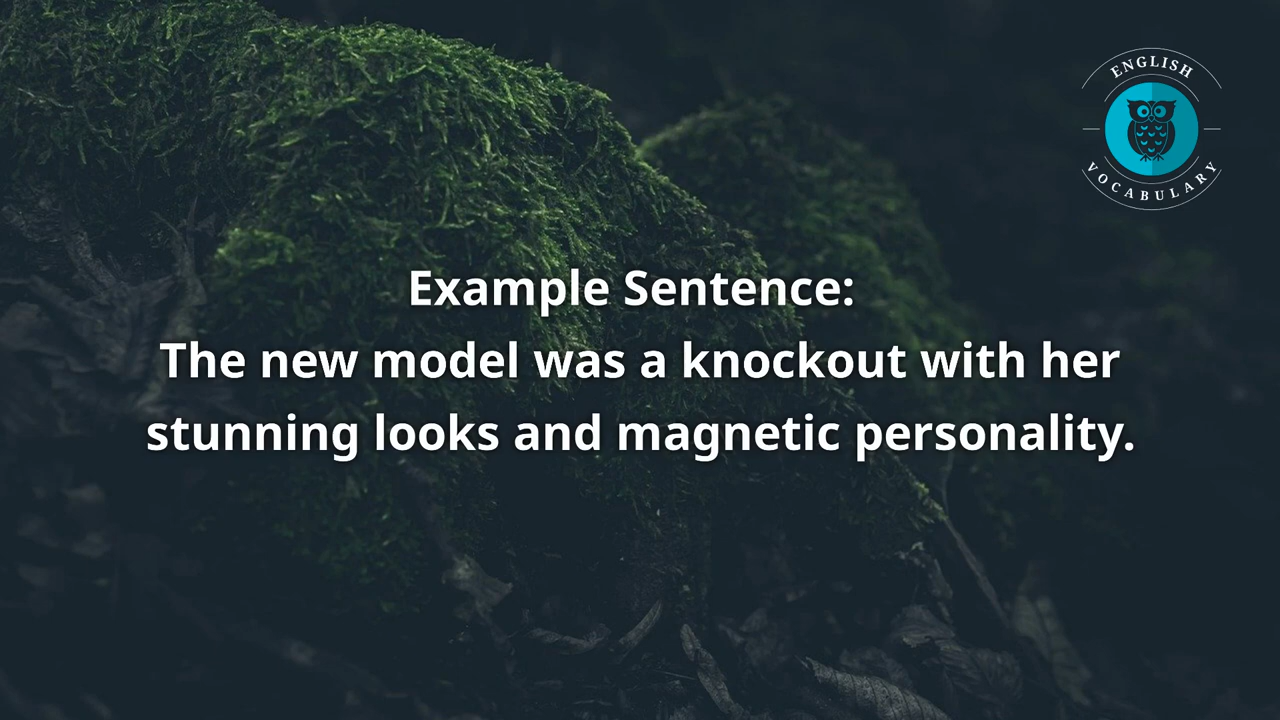 ENGLISH
VOCABULARY
Example Sentence:
The new model was a knockout with her
stunning looks and magnetic personality.